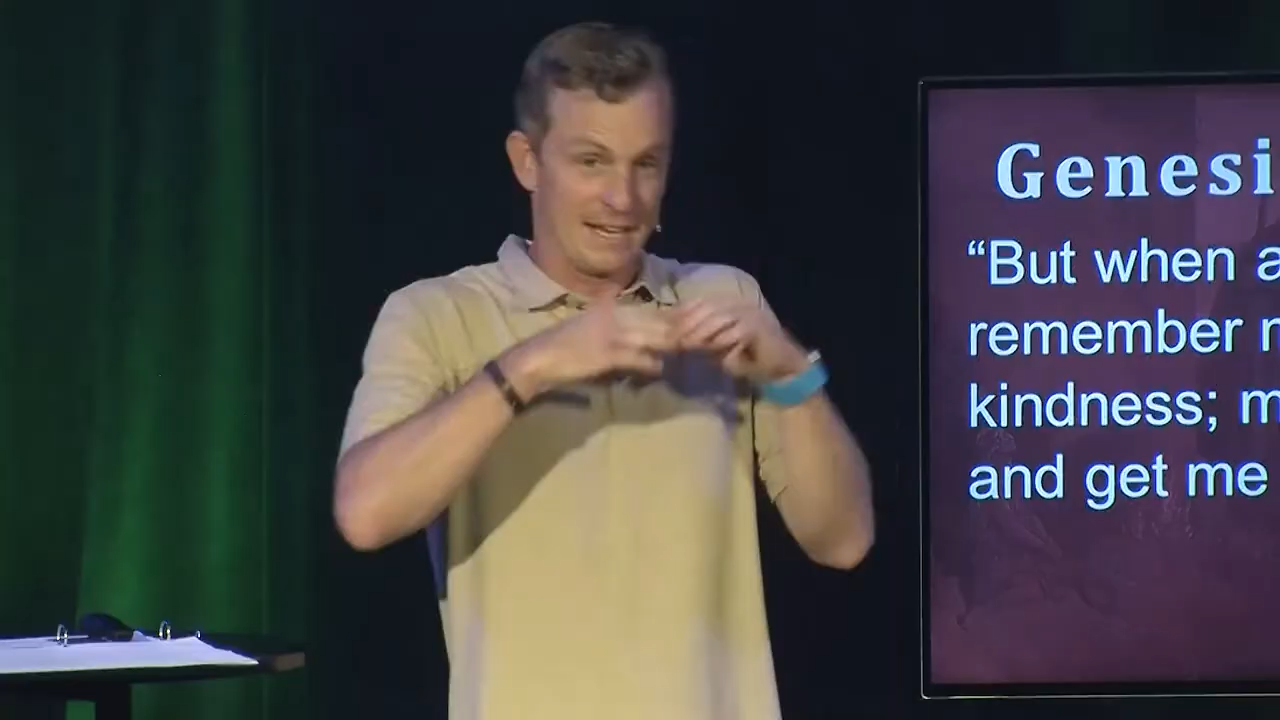 Genesi
“But when a
remember
kindness; m
and get me